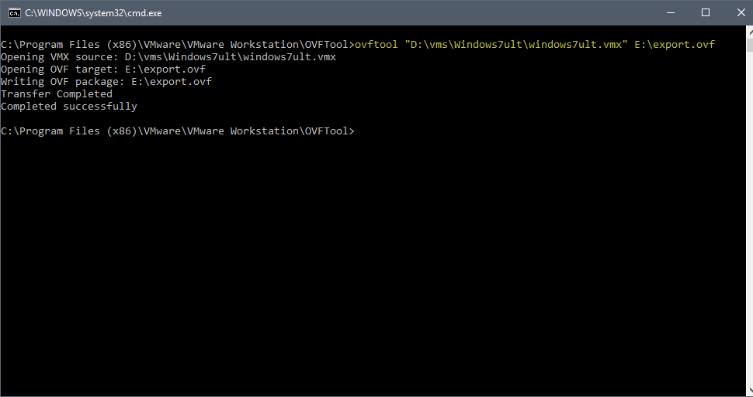 C:\WINDOWS\system32\cmd.exe
C:\Program Files (x86)\VMware\VMware Workstation\OVFTool>ovftool "D:\vms\Windows7ult\windows7ult.vmx" E:\export.ovf
Opening VMX source: D:\vms\Windows7ult\windows7ult.vmx
Opening OVF target: E:\export.ovf
Writing OVF package: E:\export.ovf
Transfer Completed
Completed successfully
C:\Program Files (x86)\VMware\VMware Workstation\OVFTool>